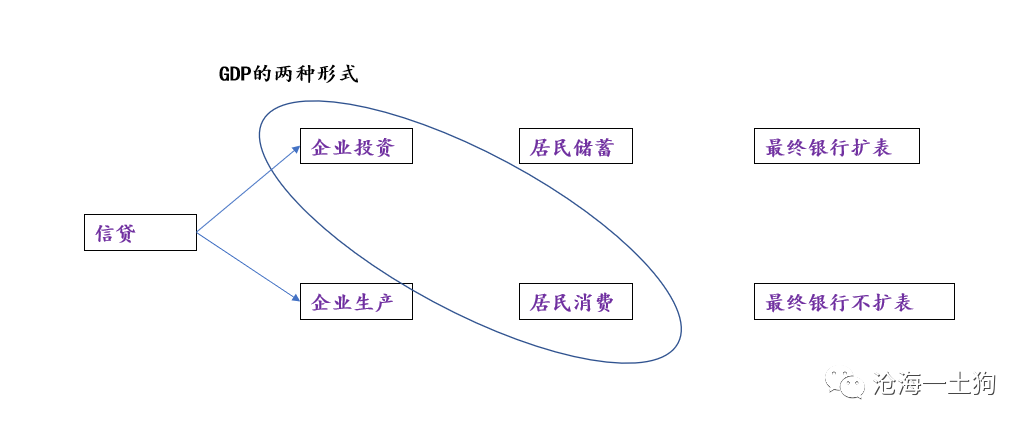 GDP的两种形式
企业投资
居民储蓄
最终银行扩表
信贷
企业生产
居民消费
最终银行不扩表
沧海一土狗